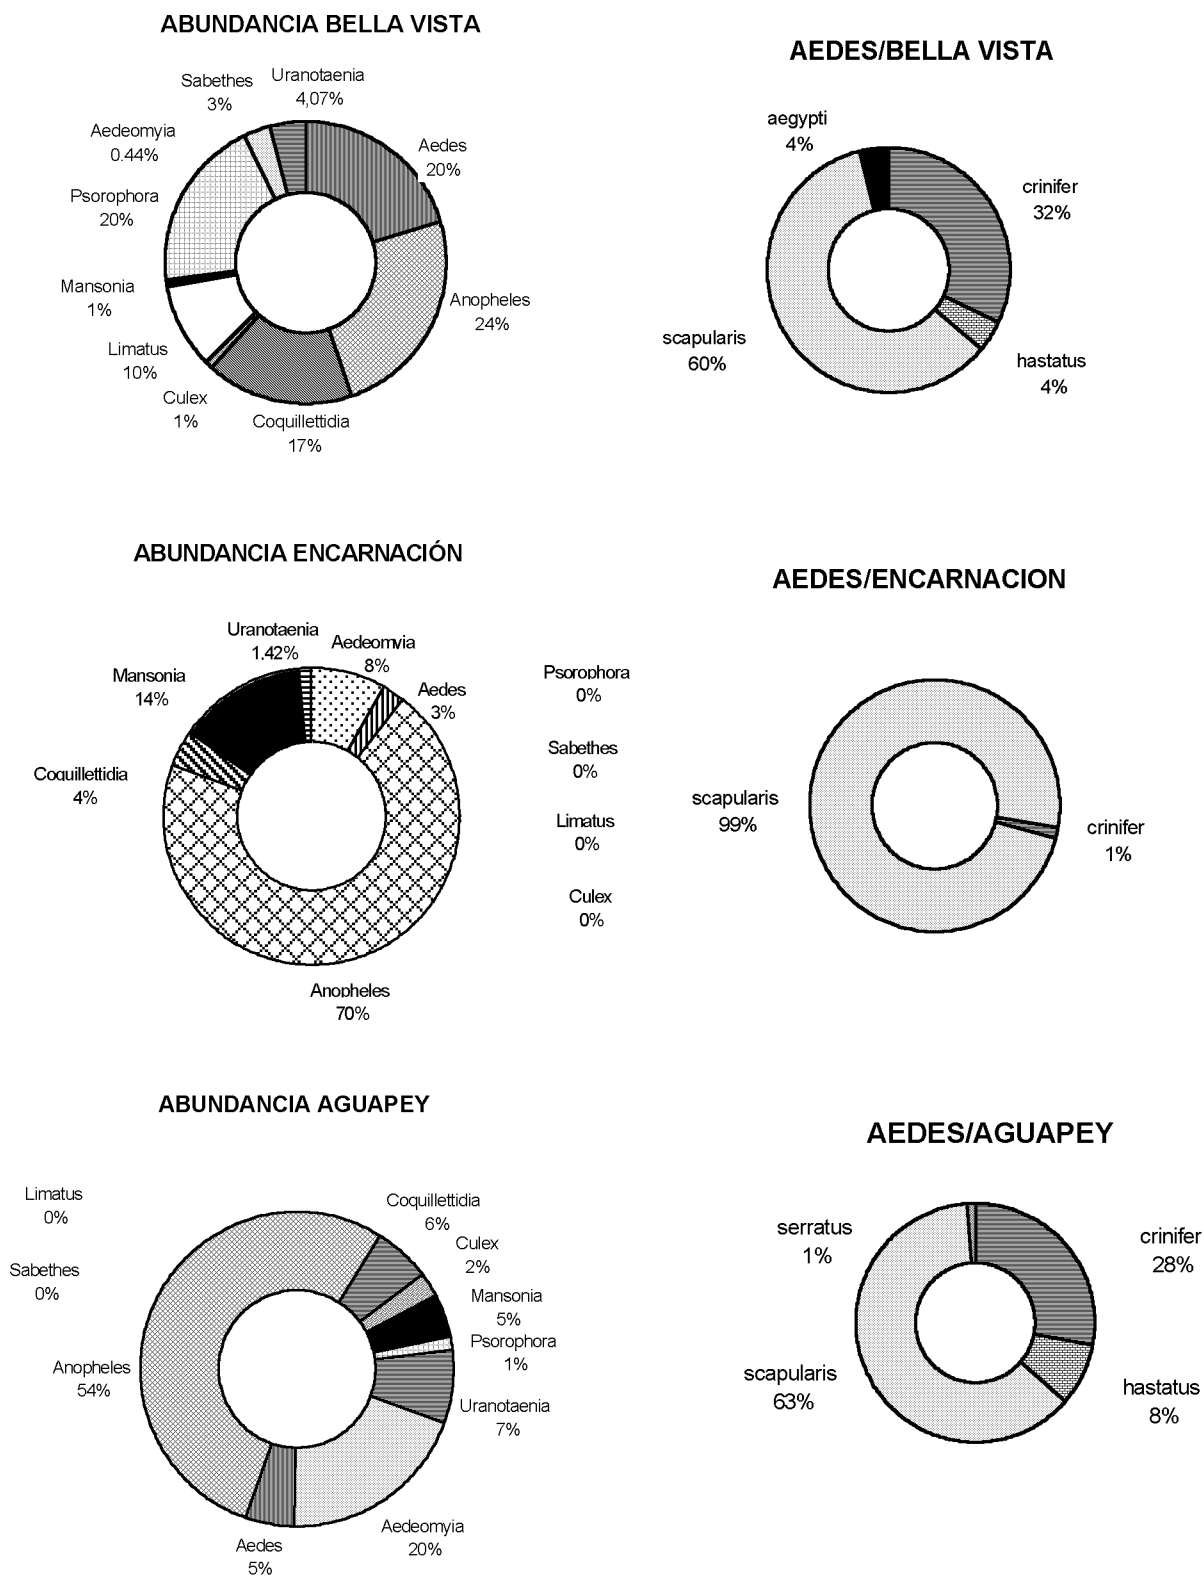 ABUNDANCIA BELLA VISTA
Sabethes
3%
Uranotaenia
4,07%
Aedeomyia
0.44%
Aedes
20%
Psorophora
20%
Mansonia
1%
Anopheles
24%
Limatus
10%
Culex
1%
Coquillettidia
17%
AEDES/BELLA VISTA
aegypti
4%
crinifer
32%
scapularis
60%
hastatus
4%
ABUNDANCIA ENCARNACIÓN
Uranotaenia
1.42%
Aedeomyia
8%
Mansonia
14%
Aedes
3%
Coquillettidia
4%
Anopheles
70%
Psorophora
0%
Sabethes
0%
Limatus
0%
Culex
0%
AEDES/ENCARNACION
scapularis
99%
crinifer
1%
ABUNDANCIA AGUAPEY
Limatus
0%
Sabethes
0%
Coquillettidia
6%
Culex
2%
Mansonia
5%
Psorophora
1%
Anopheles
54%
Uranotaenia
7%
Aedeomyia
20%
Aedes
5%
AEDES/AGUAPEY
serratus
1%
crinifer
28%
scapularis
63%
hastatus
8%